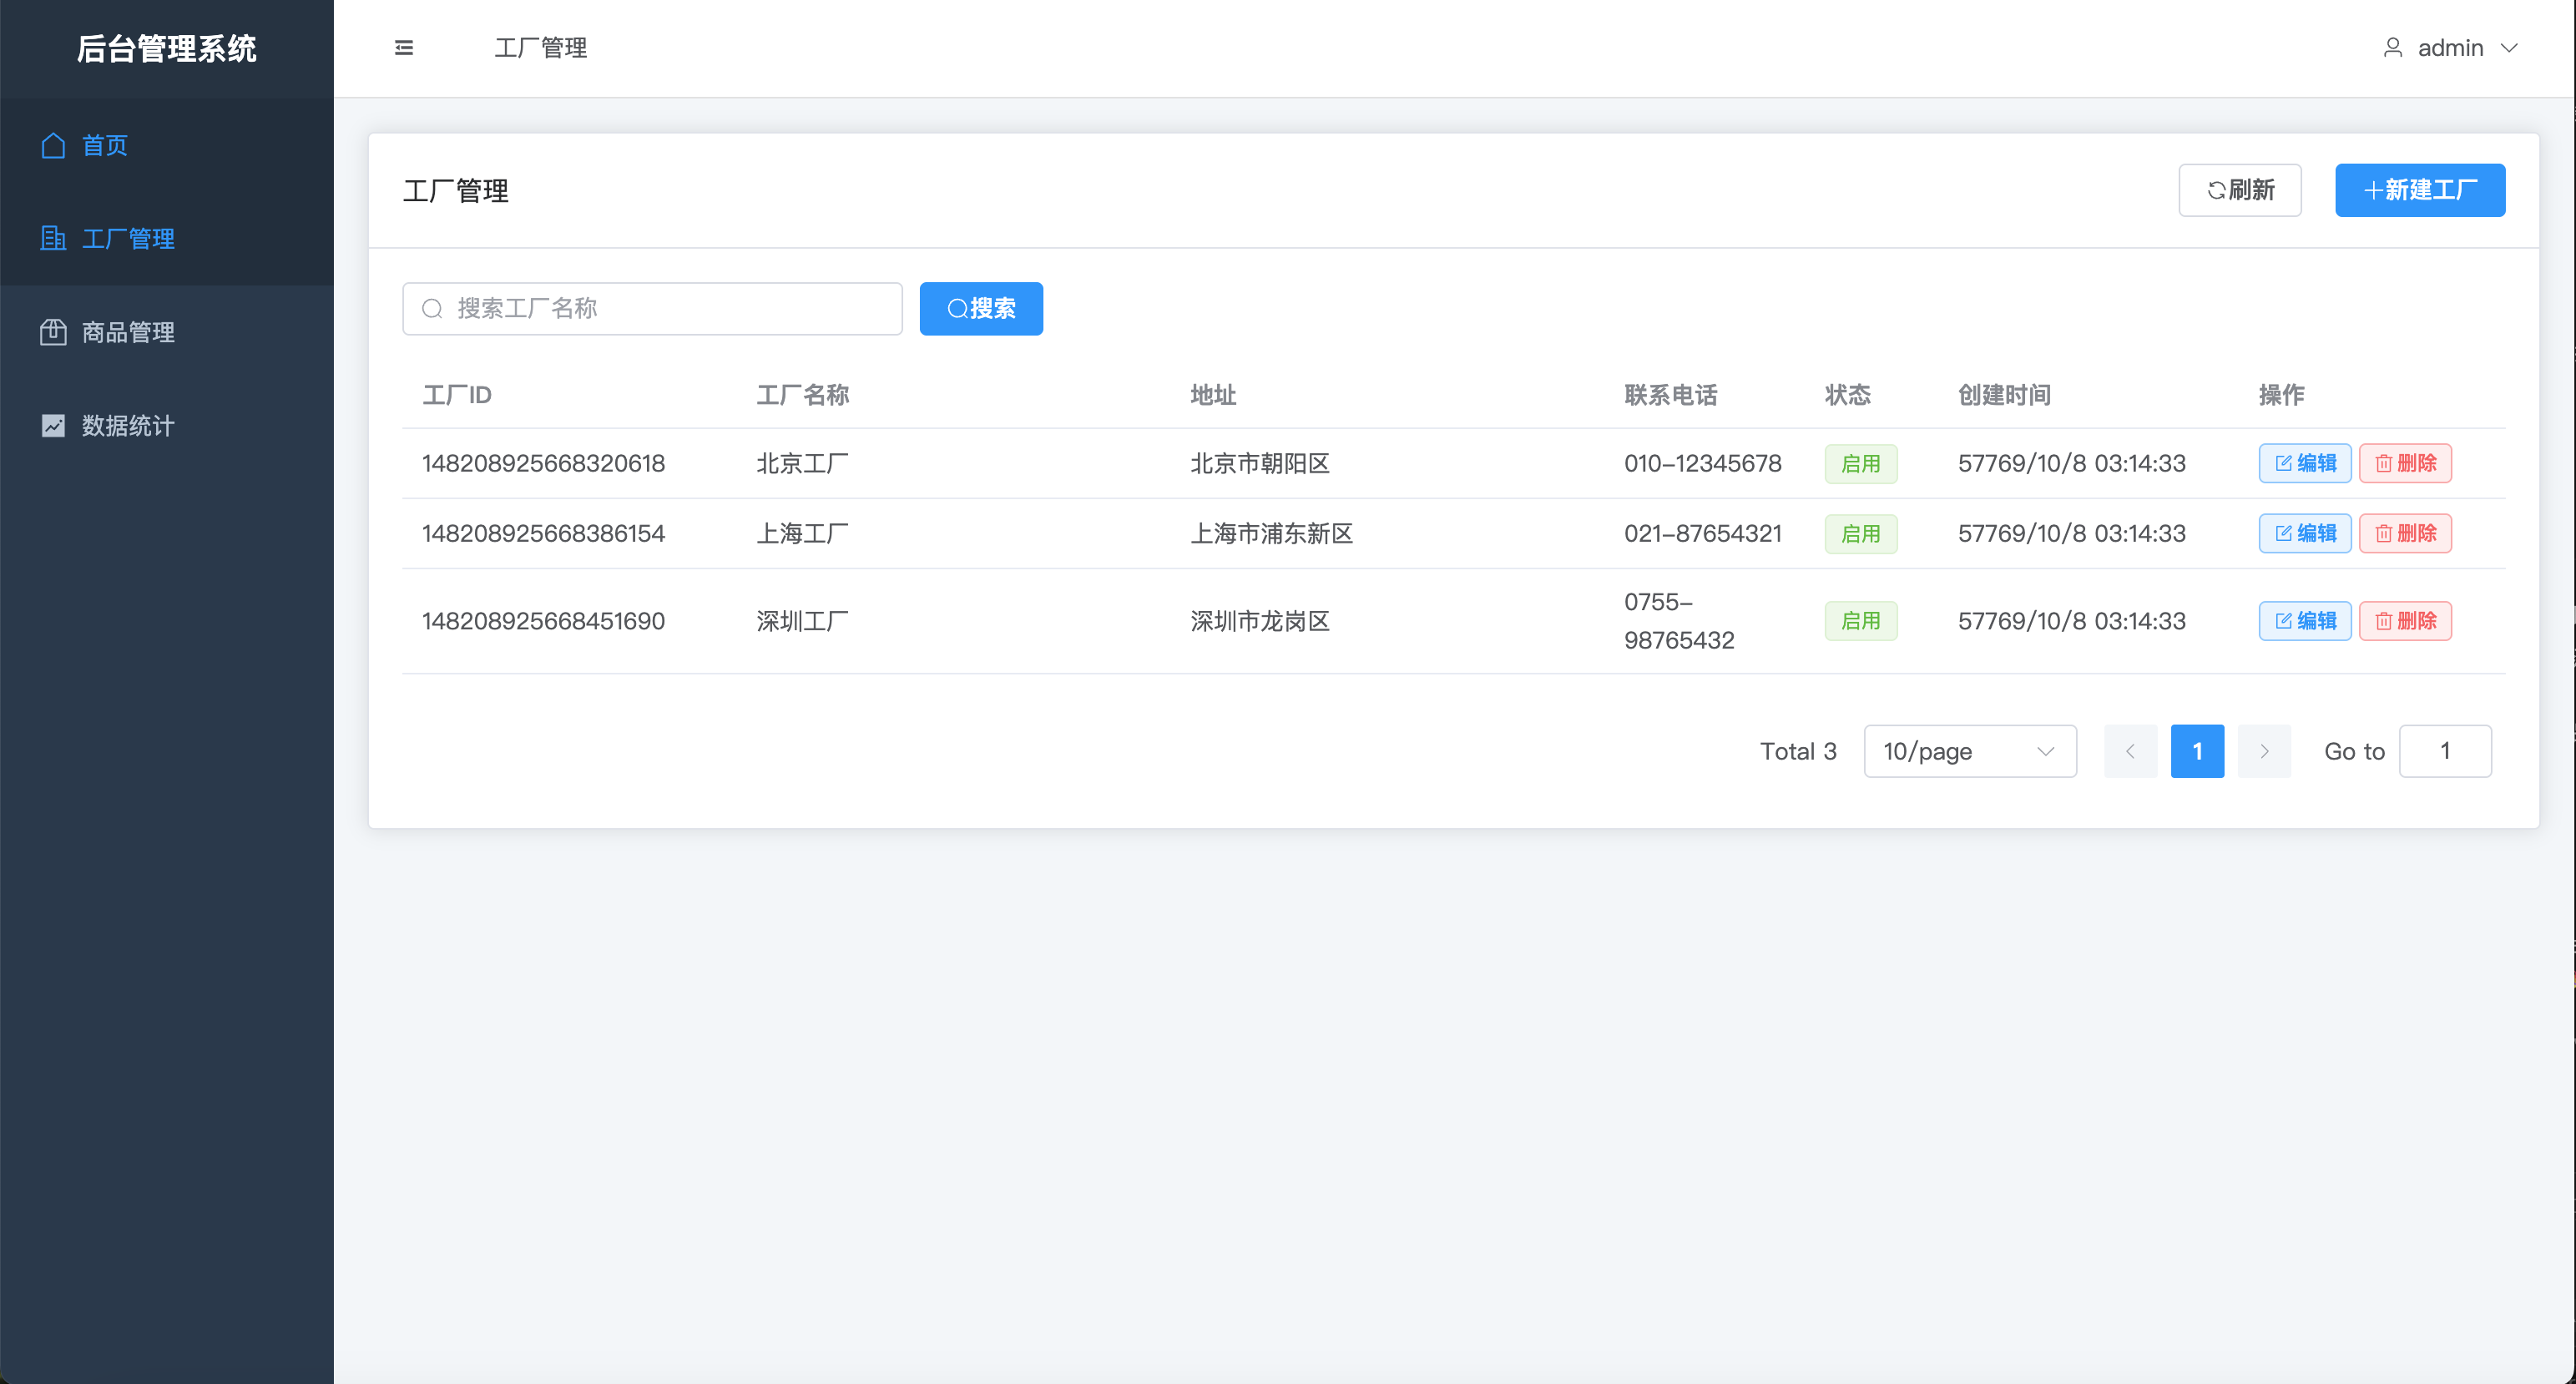 后台管理系统
工厂管理
admin
首页
工厂管理
商品管理
数据统计
工厂管理
刷新
新建工厂
搜索工厂名称
搜索
工厂ID 工厂名称 地址 联系电话 状态 创建时间 操作
148208925668320618 北京工厂 北京市朝阳区 010-12345678 启用 57769/10/8 03:14:33 编辑 删除
148208925668386154 上海工厂 上海市浦东新区 021-87654321 启用 57769/10/8 03:14:33 编辑 删除
148208925668451690 深圳工厂 深圳市龙岗区 0755-
98765432 启用 57769/10/8 03:14:33 编辑 删除
Total 3 10/page 1 Go to 1